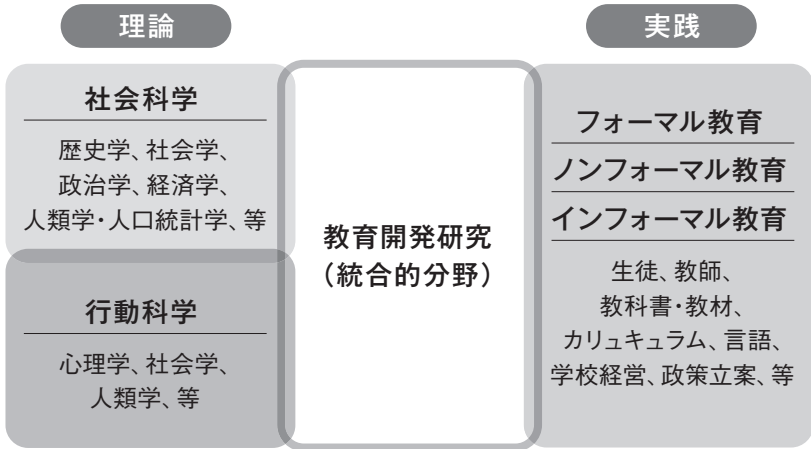 理論
社会科学
歴史学、社会学、
政治学、経済学、
人類学・人口統計学、等
行動科学
心理学、社会学、
人類学、等
教育開発研究
（統合的分野）
実践
フォーマル教育
ノンフォーマル教育
インフォーマル教育
生徒、教師、
教科書・教材、
カリュキュラム、言語、
学校経営、政策立案、等